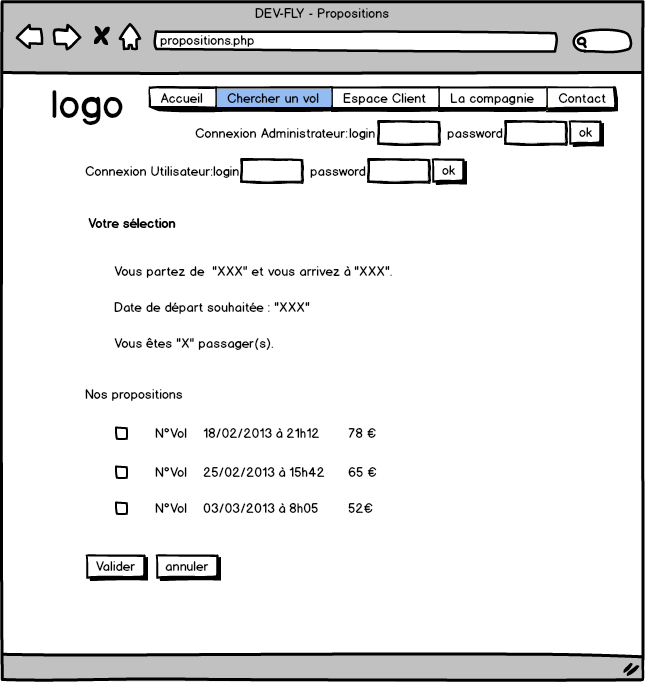 DEV-FLY - Propositions
propositions.php
logo
Accueil Chercher un vol Espace Client La compagnie Contact
Connexion Administrateur:login password ok
Connexion Utilisateur:login password ok
Votre sélection
Vous partez de "XXX" et vous arrivez à "XXX".
Date de départ souhaitée : "XXX"
Vous êtes "X" passager(s).
Nos propositions
N°Vol 18/02/2013 à 21h12 78 €
N°Vol 25/02/2013 à 15h42 65 €
N°Vol 03/03/2013 à 8h05 52€
Valider annuler